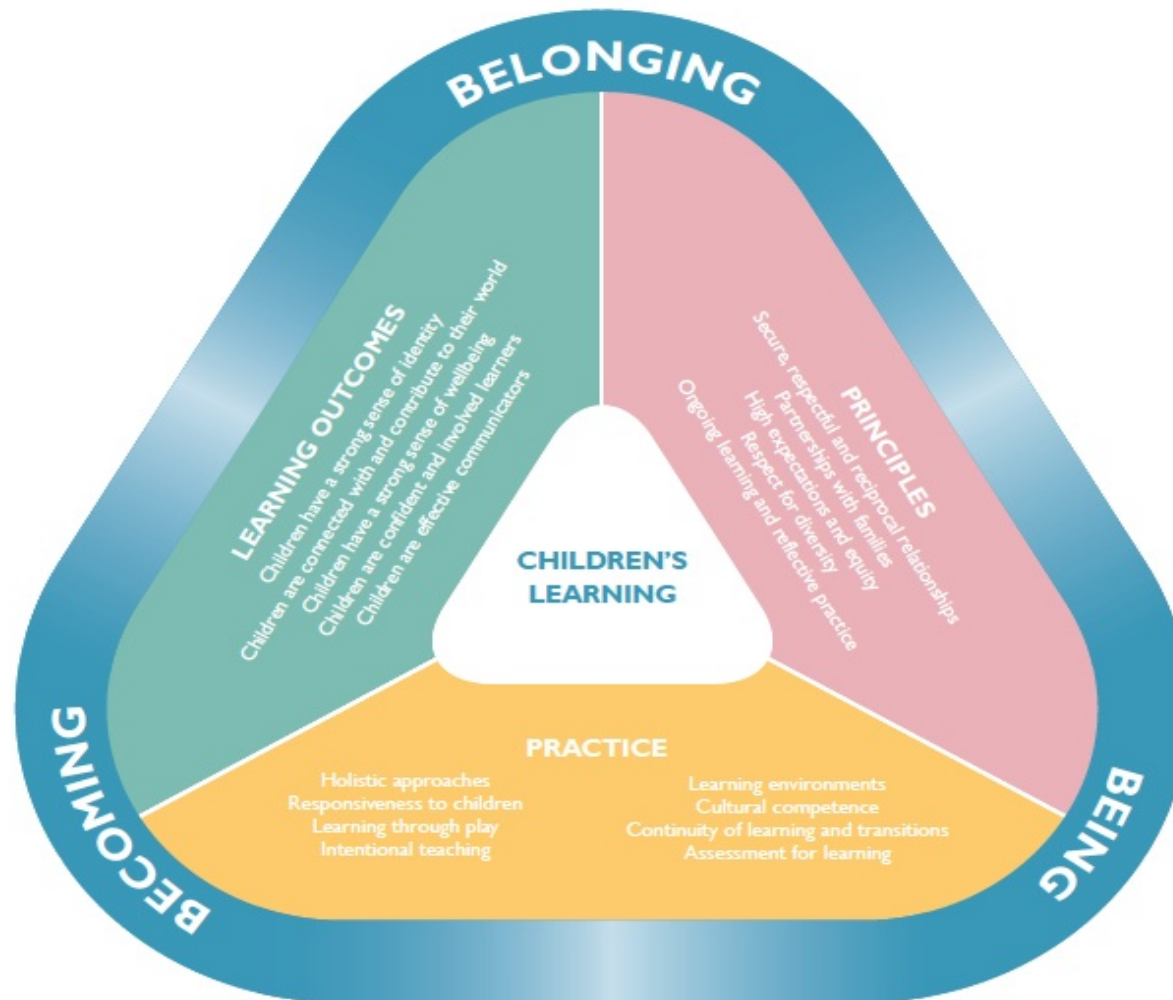 BELONGING
LEARNING OUTCOMES
Children have a strong sense of identity
Children are connected with and contribute to their world
Children have a strong sense of wellbeing
Children are confident and involved learners
Children are effective communicators
PRINCIPLES
Secure, respectful and reciprocal relationships
Partnerships with families
High expectations and equity
Respect for diversity
Ongoing learning and reflective practice
CHILDREN'S
LEARNING
PRACTICE
Holistic approaches
Responsiveness to children
Learning through play
Intentional teaching
Learning environments
Cultural competence
Continuity of learning and transitions
Assessment for learning
BECOMING
BEING